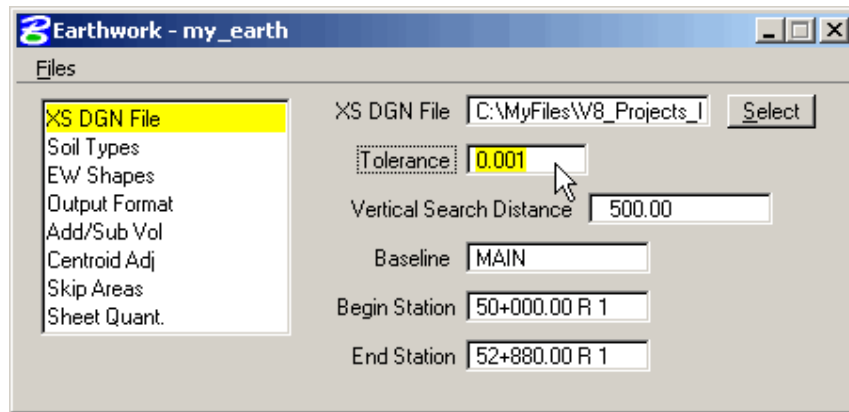 Earthwork - my_earth
Files
XS DGN File
Soil Types
EW Shapes
Output Format
Add/Sub Vol
Centroid Adj
Skip Areas
Sheet Quant.
XS DGN File C:\MyFiles\V8_Projects_I Select
Tolerance 0.001
Vertical Search Distance 500.00
Baseline MAIN
Begin Station 50+000.00 R 1
End Station 52+880.00 R 1